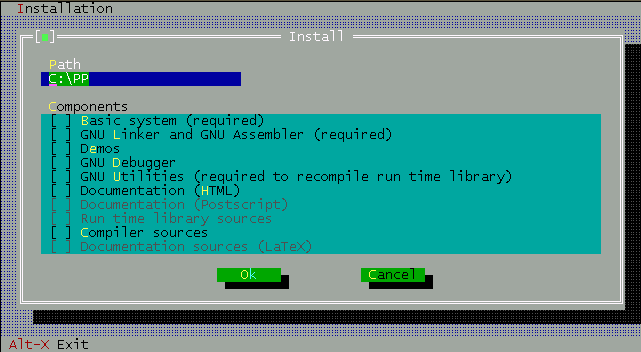 Installation
[■] Install
Path
C:\PP
Components
[ ] Basic system (required)
[ ] GNU Linker and GNU Assembler (required)
[ ] Demos
[ ] GNU Debugger
[ ] GNU Utilities (required to recompile run time library)
[ ] Documentation (HTML)
[ ] Documentation (Postscript)
[ ] Run time library sources
[ ] Compiler sources
[ ] Documentation sources (LaTeX)
Ok Cancel
Alt-X Exit